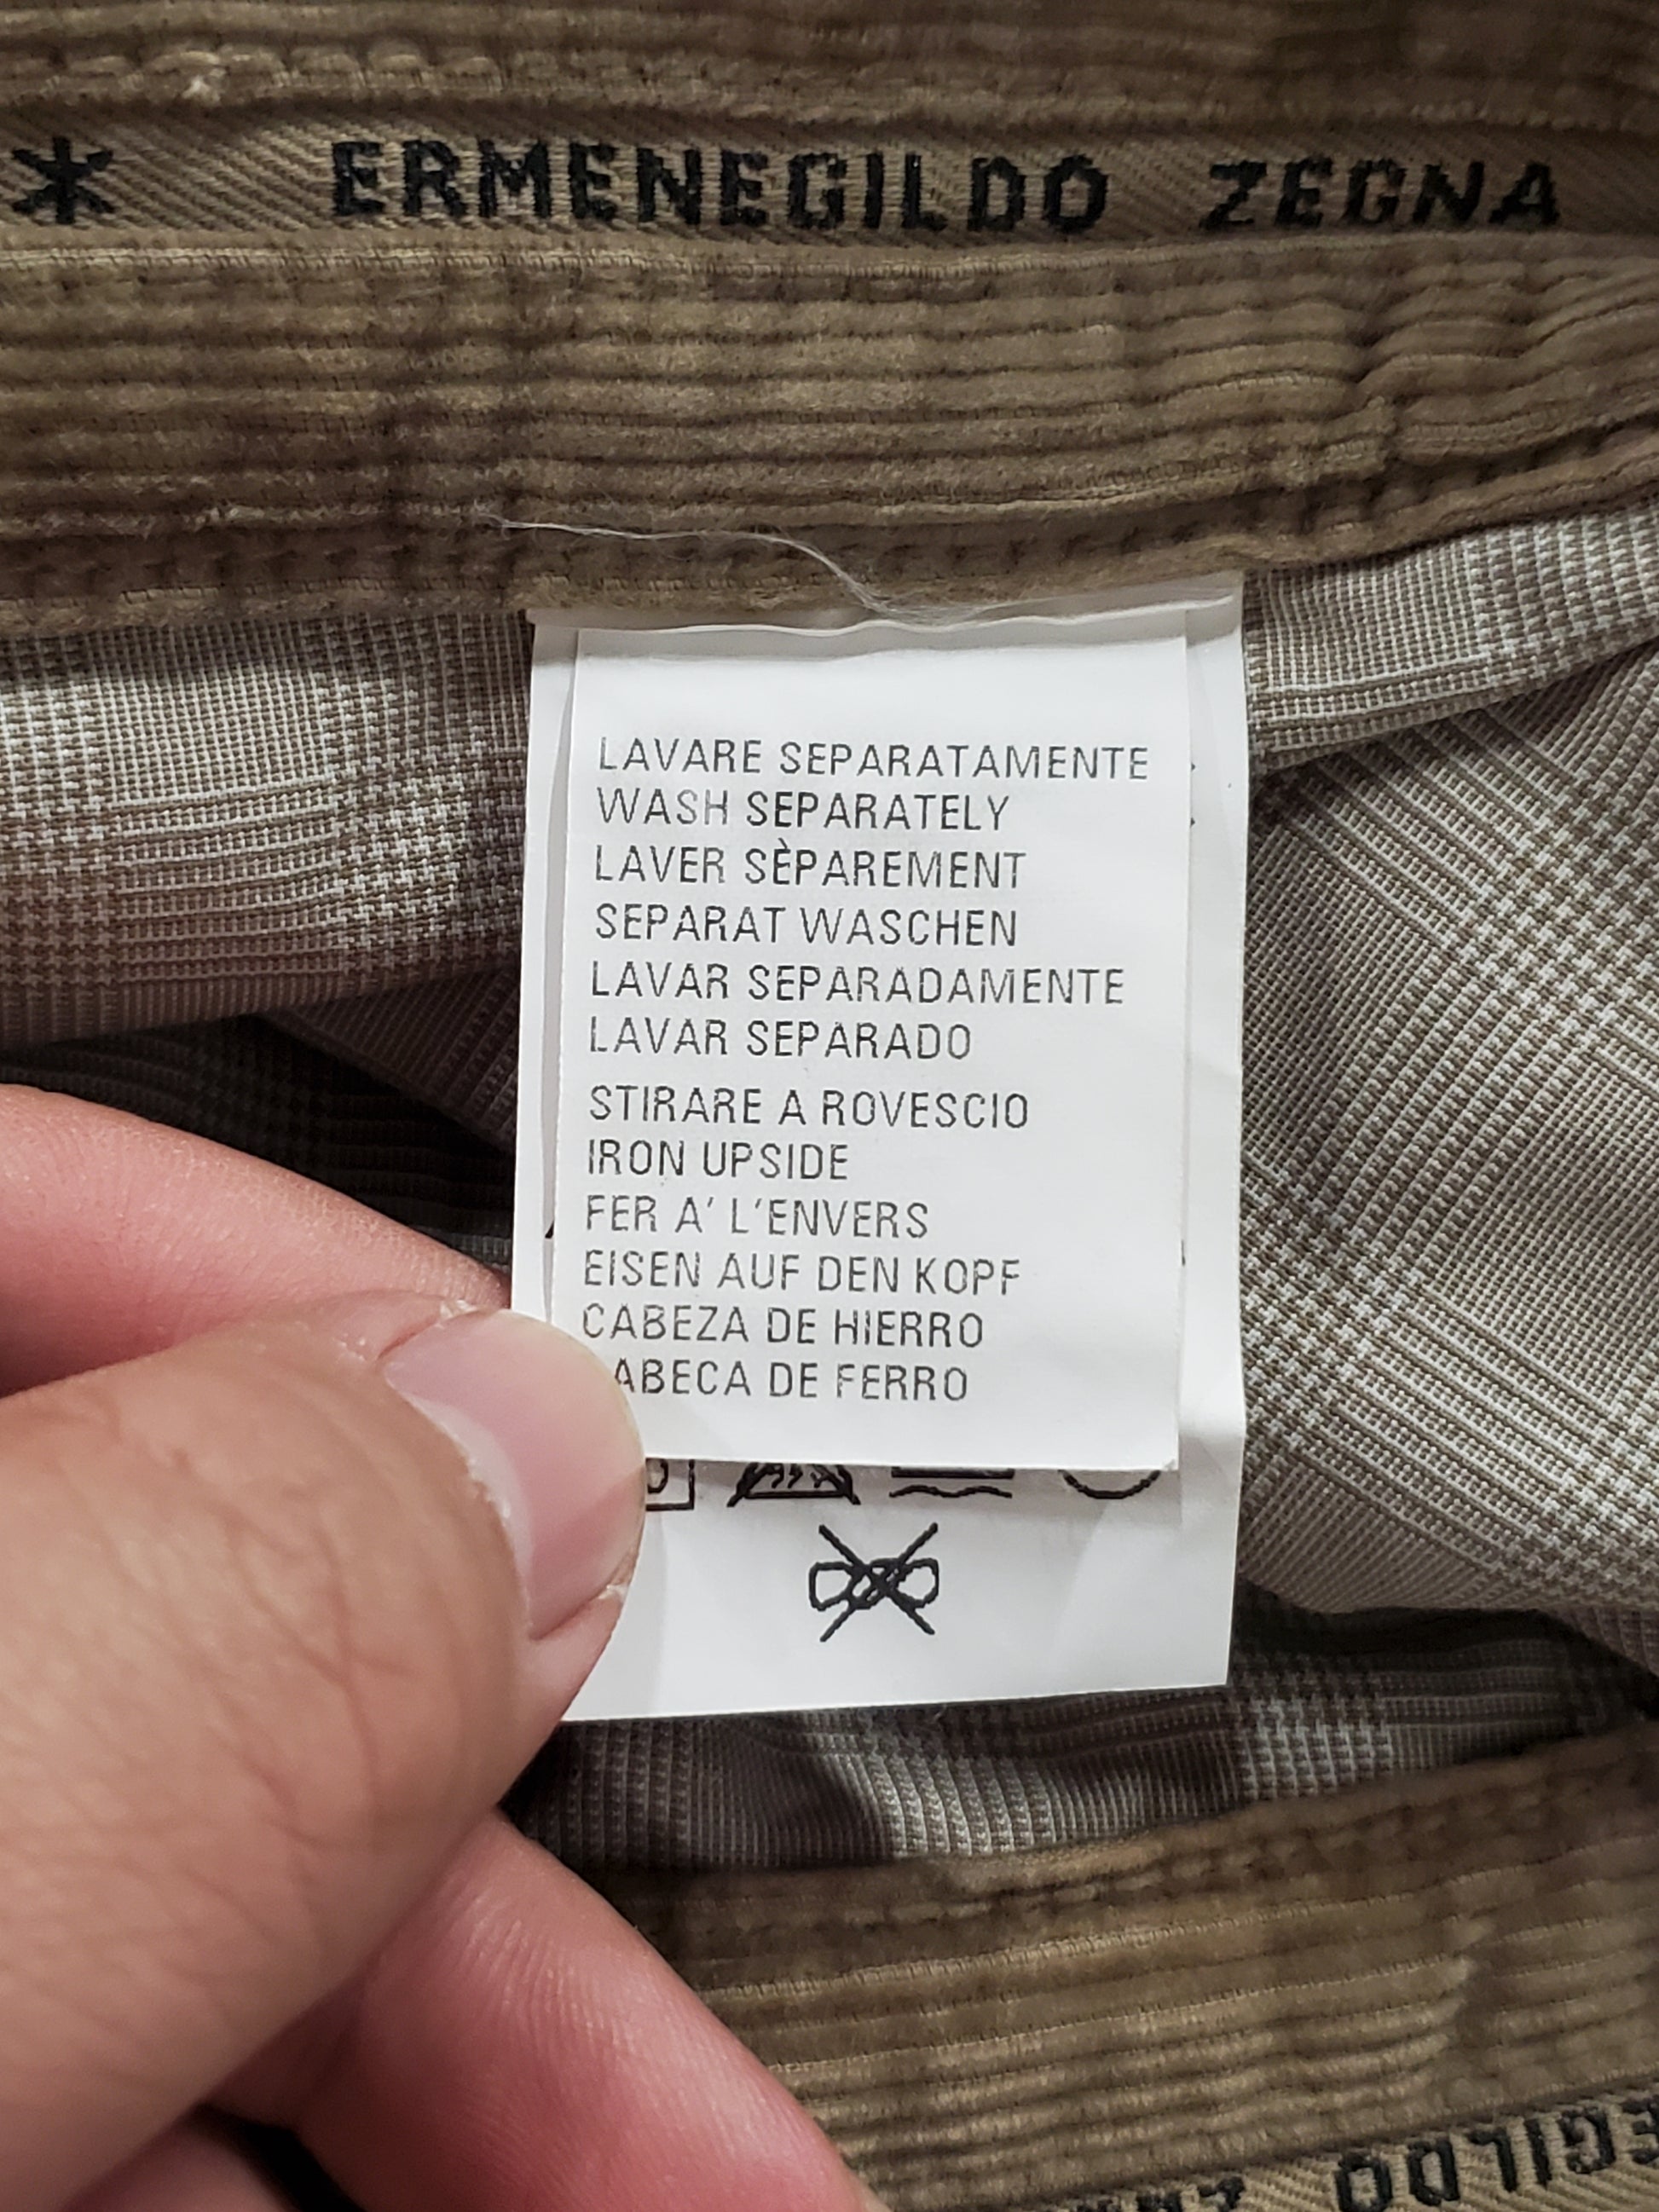 * ERMENEGILDO ZEGNA
LAVARE SEPARATAMENTE
WASH SEPARATELY
LAVER SÈPAREMENT
SEPARAT WASCHEN
LAVAR SEPARADAMENTE
LAVAR SEPARADO
STIRARE A ROVESCIO
IRON UPSIDE
FER A' L'ENVERS
EISEN AUF DEN KOPF
CABEZA DE HIERRO
ABECA DE FERRO
EGILDO